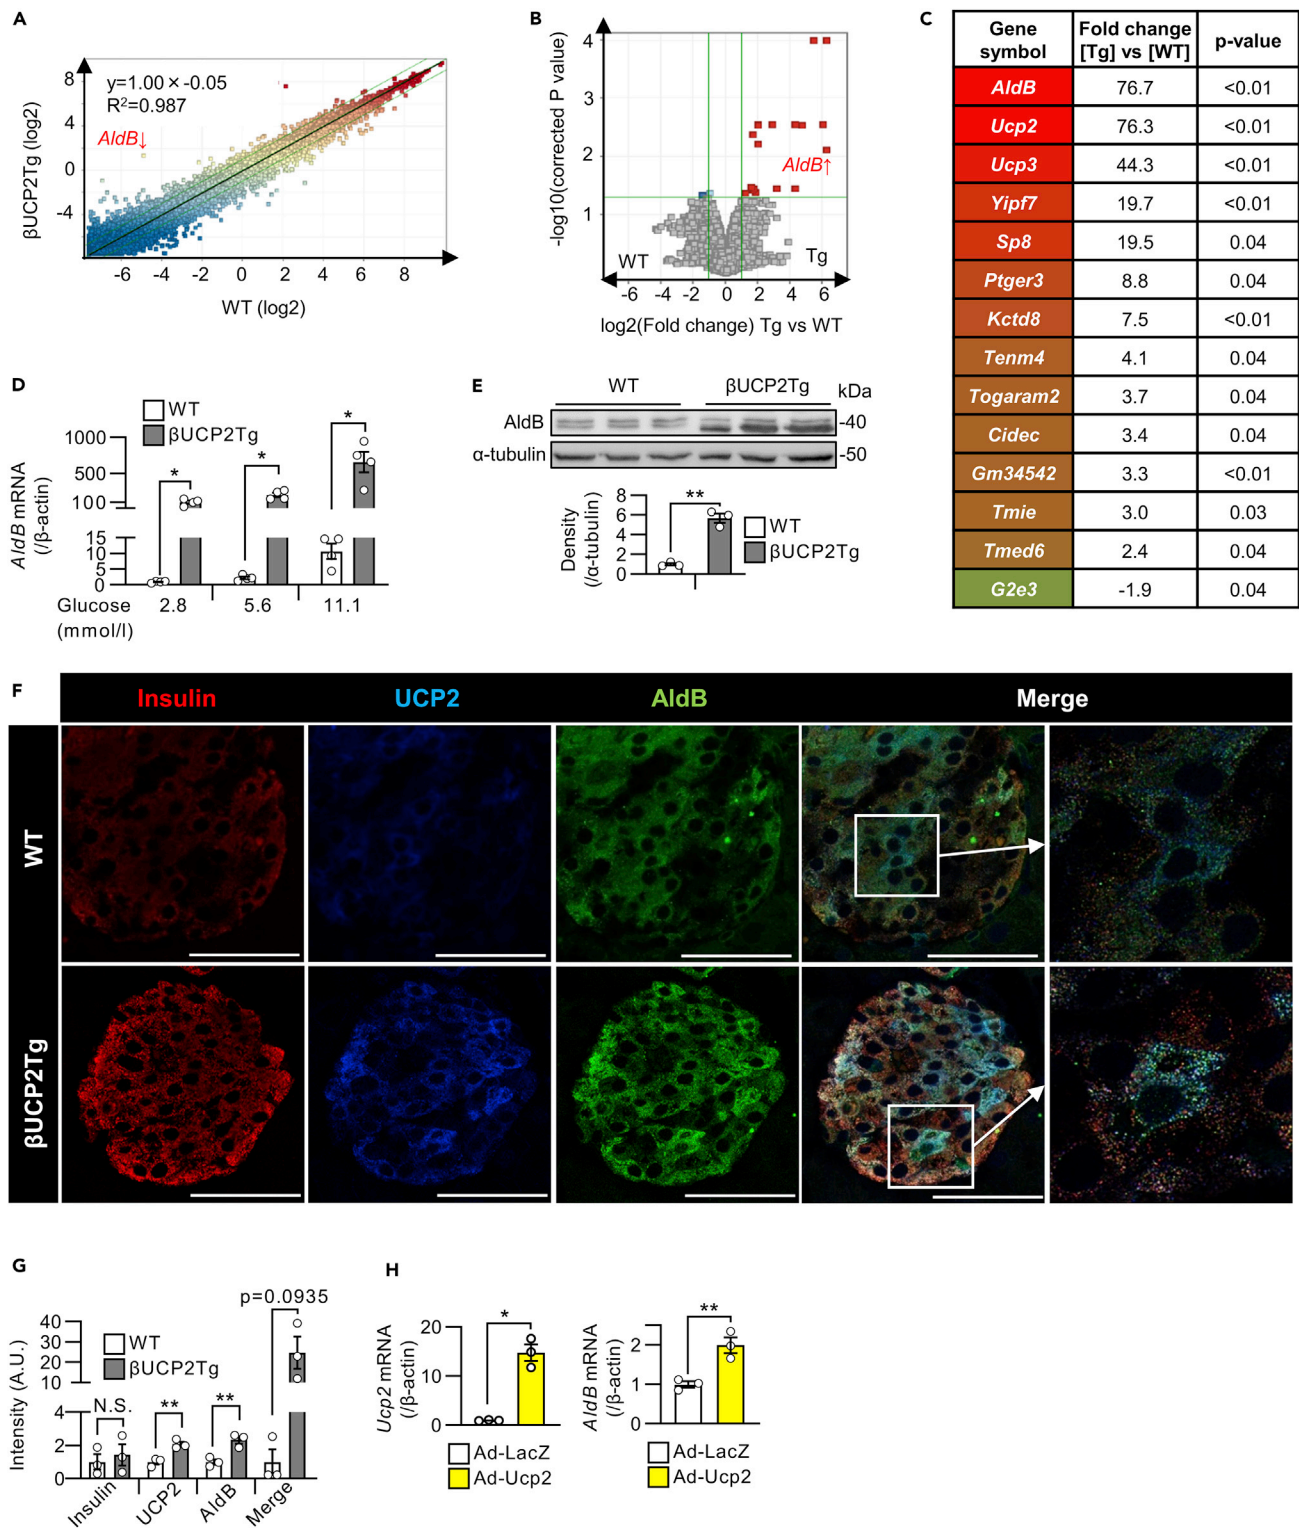 A
y=1.00×-0.05
R²=0.987
AldB↓
βUCP2Tg (log2)
8
4
0
-4
-6
-4
-2
0
2
4
6
8
WT (log2)
B
-log10(corrected P value)
4
3
2
1
AldB↑
WT
Tg
-6
-4
-2
0
2
4
6
log2(Fold change) Tg vs WT
C
Gene symbol	Fold change [Tg] vs [WT]	p-value
AldB	76.7	<0.01
Ucp2	76.3	<0.01
Ucp3	44.3	<0.01
Yipf7	19.7	<0.01
Sp8	19.5	0.04
Ptger3	8.8	0.04
Kctd8	7.5	<0.01
Tenm4	4.1	0.04
Togaram2	3.7	0.04
Cidec	3.4	0.04
Gm34542	3.3	<0.01
Tmie	3.0	0.03
Tmed6	2.4	0.04
G2e3	-1.9	0.04
D
WT
βUCP2Tg
AldB mRNA
(/β-actin)
1000
500
100
15
10
5
0
*
*
*
Glucose 2.8 5.6 11.1
(mmol/l)
E
WT βUCP2Tg kDa
AldB -40
α-tubulin -50
Density
(/α-tubulin)
8
6
4
2
0
**
WT
βUCP2Tg
F
Insulin UCP2 AldB Merge
WT
βUCP2Tg
G
Intensity (A.U.)
40
30
20
10
4
2
0
WT
βUCP2Tg
N.S.
**
**
p=0.0935
Insulin
UCP2
AldB
Merge
H
Ucp2 mRNA
(/β-actin)
20
10
0
*
Ad-LacZ
Ad-Ucp2
AldB mRNA
(/β-actin)
2
1
0
**
Ad-LacZ
Ad-Ucp2